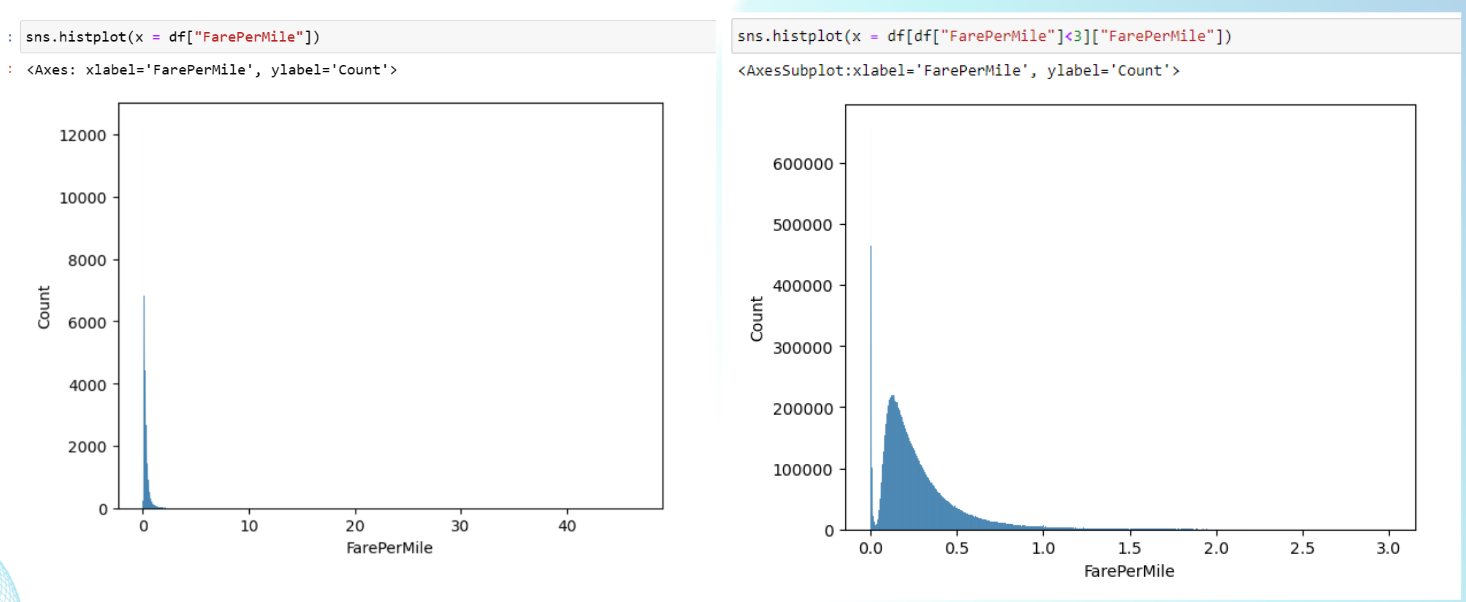 : sns.histplot(x = df["FarePerMile"])
: <Axes: xlabel='FarePerMile', ylabel='Count'>
12000
10000
8000
6000
4000
2000
0
Count
0 10 20 30 40
FarePerMile
sns.histplot(x = df[df["FarePerMile"]<3]["FarePerMile"])
<AxesSubplot:xlabel='FarePerMile', ylabel='Count'>
600000
500000
400000
300000
200000
100000
0
Count
0.0 0.5 1.0 1.5 2.0 2.5 3.0
FarePerMile